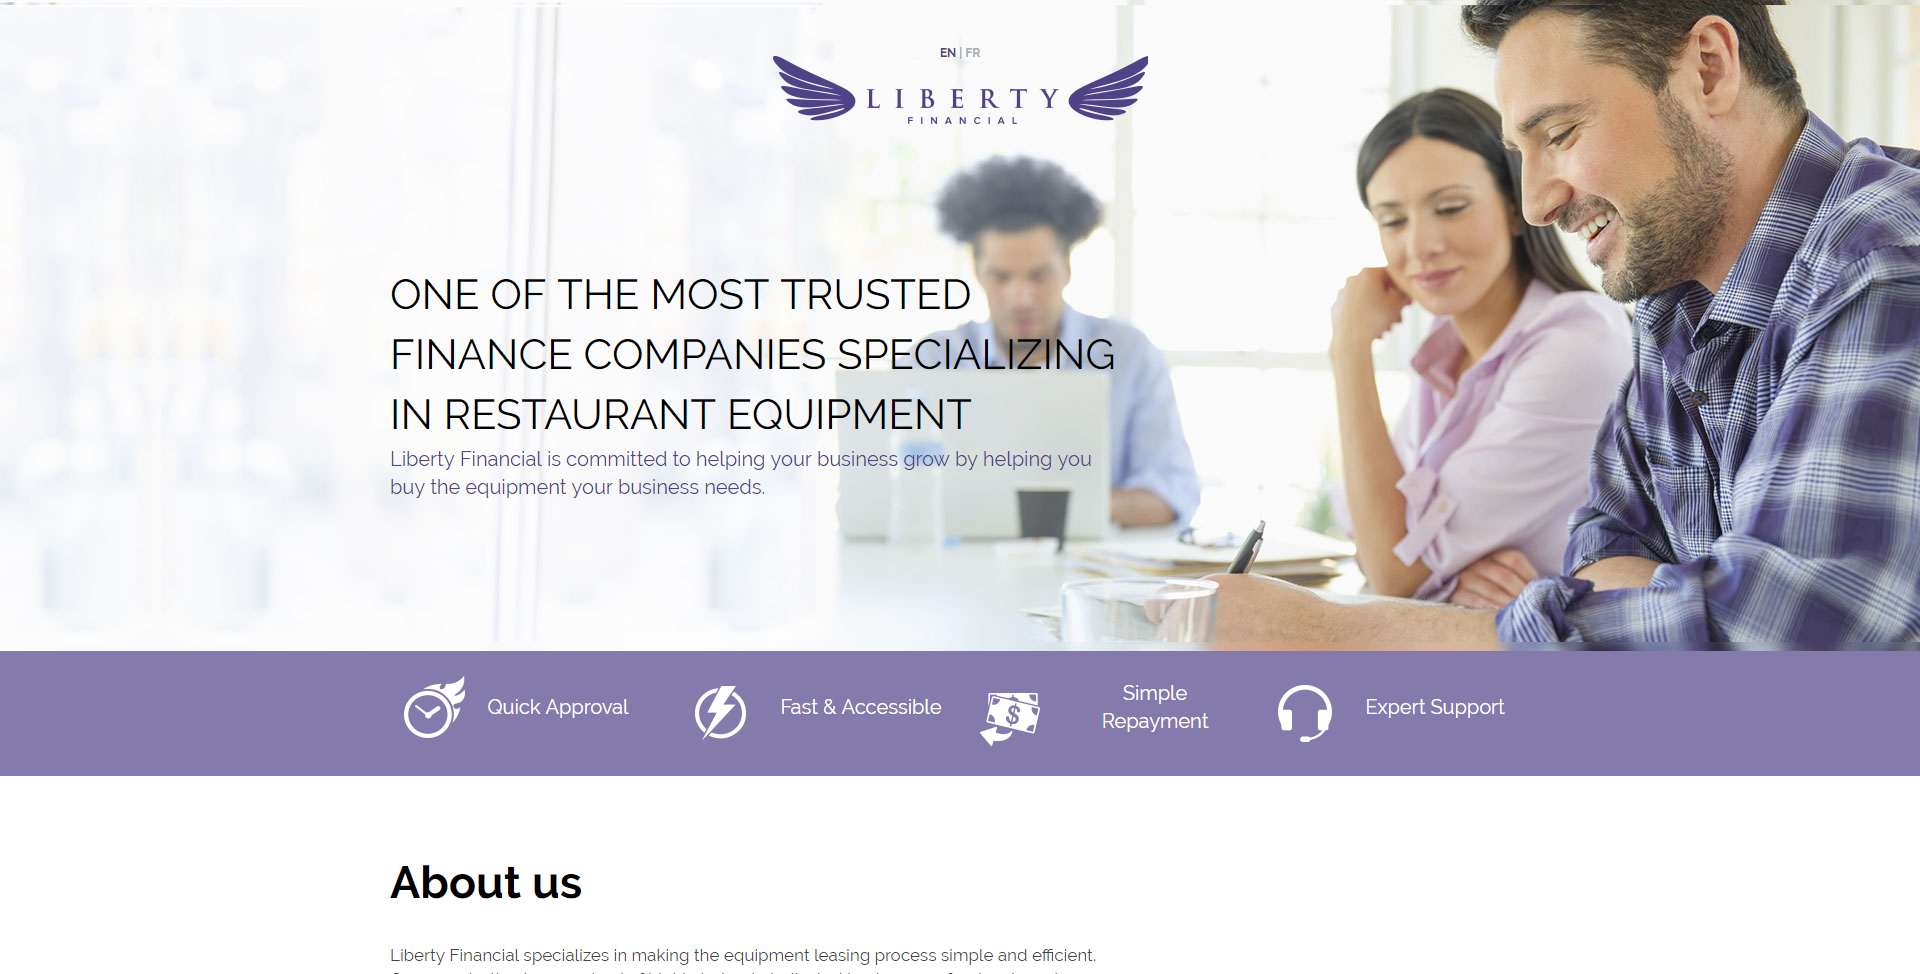 EN | FR
LIBERTY
FINANCIAL
ONE OF THE MOST TRUSTED
FINANCE COMPANIES SPECIALIZING
IN RESTAURANT EQUIPMENT
Liberty Financial is committed to helping your business grow by helping you
buy the equipment your business needs.
Quick Approval
Fast & Accessible
Simple
Repayment
Expert Support
About us
Liberty Financial specializes in making the equipment leasing process simple and efficient.